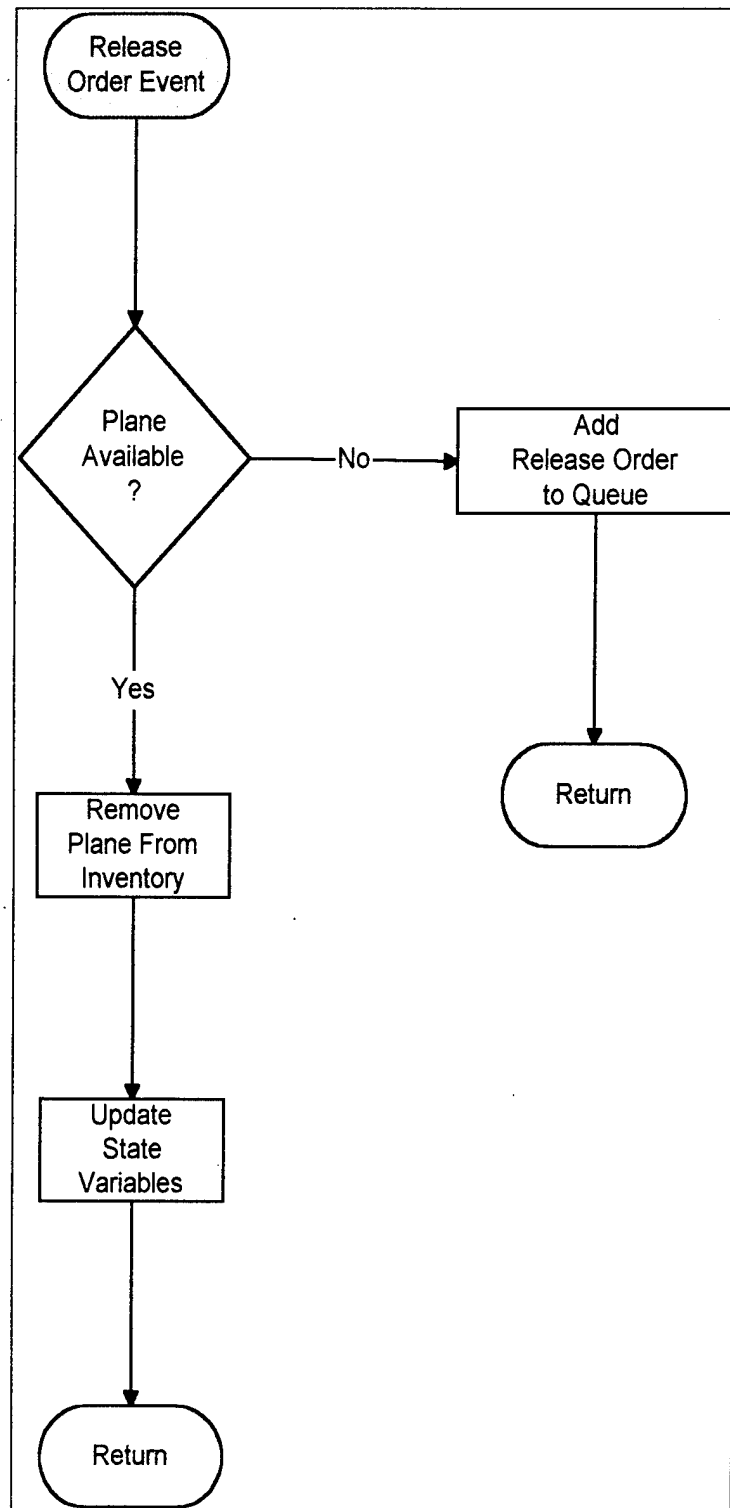 Release
Order Event
Plane
Available
?
No
Add
Release Order
to Queue
Yes
Return
Remove
Plane From
Inventory
Update
State
Variables
Return